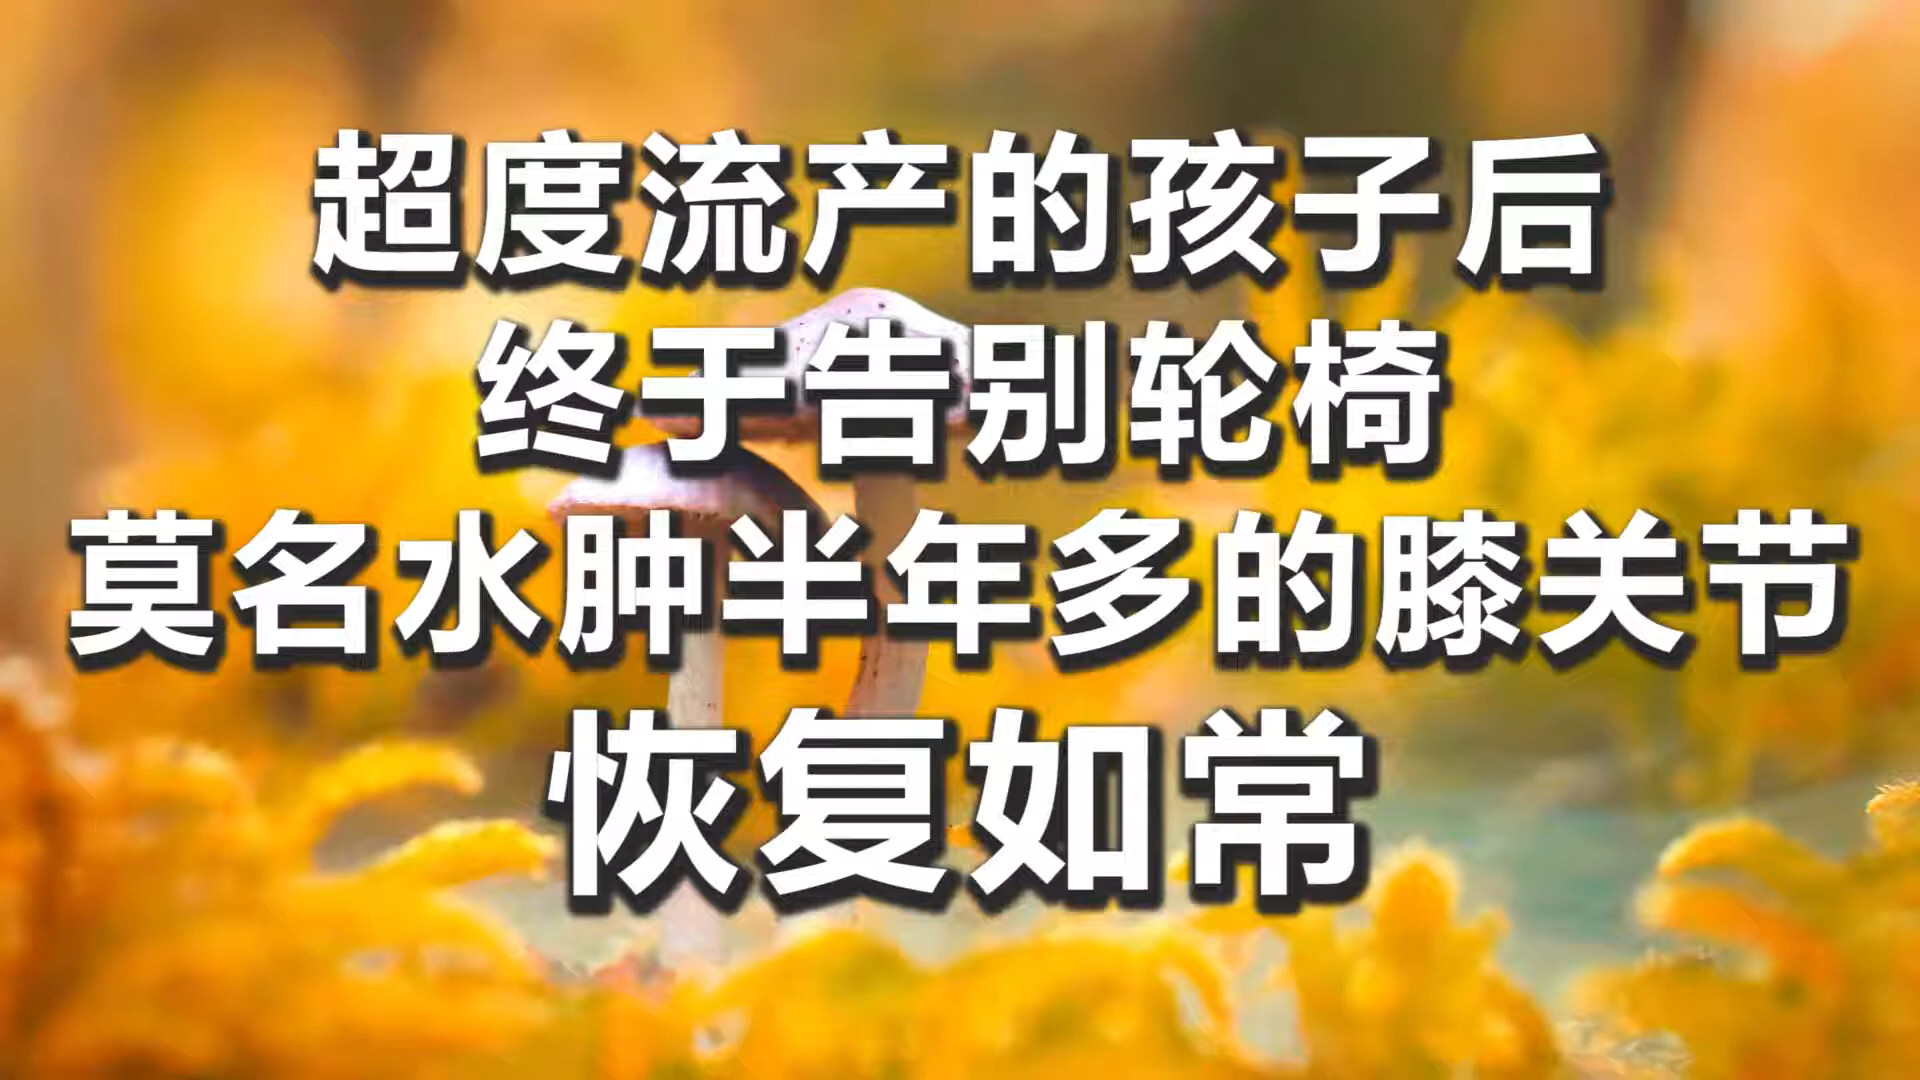 超度流产的孩子后
终于告别轮椅
莫名水肿半年多的膝关节
恢复如常